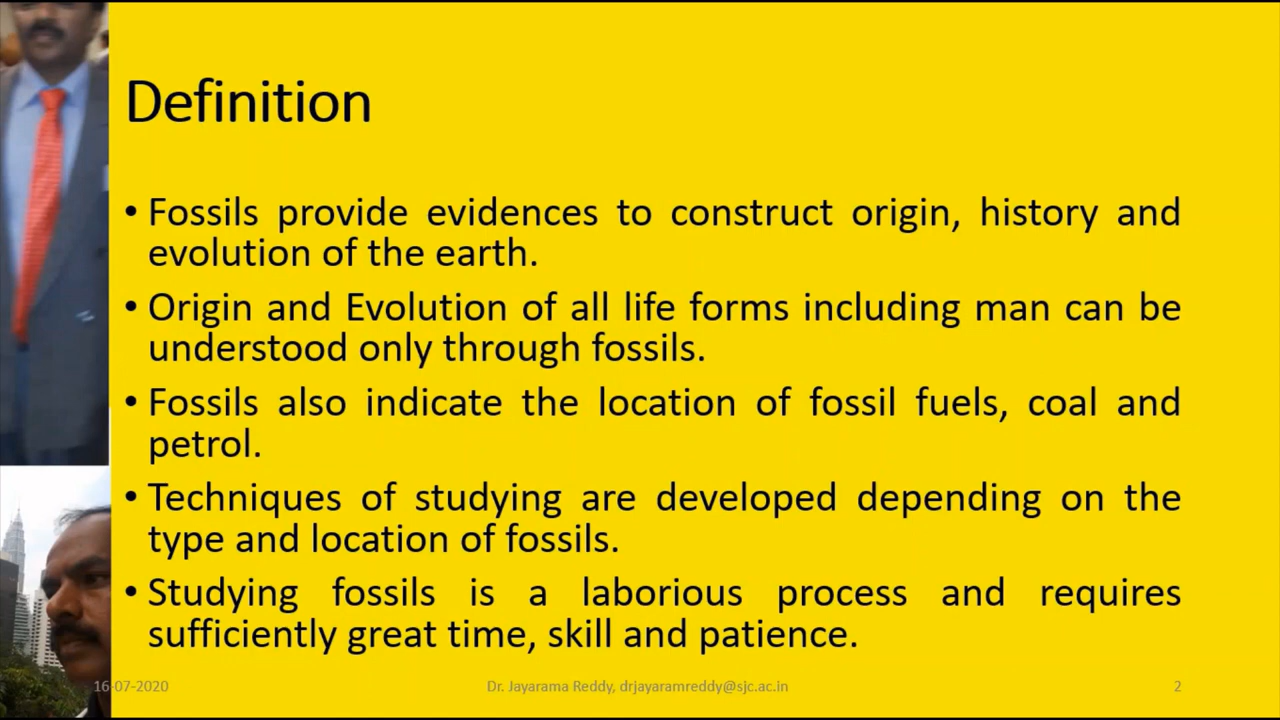 Definition
• Fossils provide evidences to construct origin, history and
evolution of the earth.
• Origin and Evolution of all life forms including man can be
understood only through fossils.
• Fossils also indicate the location of fossil fuels, coal and
petrol.
• Techniques of studying are developed depending on the
type and location of fossils.
• Studying fossils is a laborious process and requires
sufficiently great time, skill and patience.
16-07-2020 Dr. Jayarama Reddy, drjayaramreddy@sjc.ac.in 2